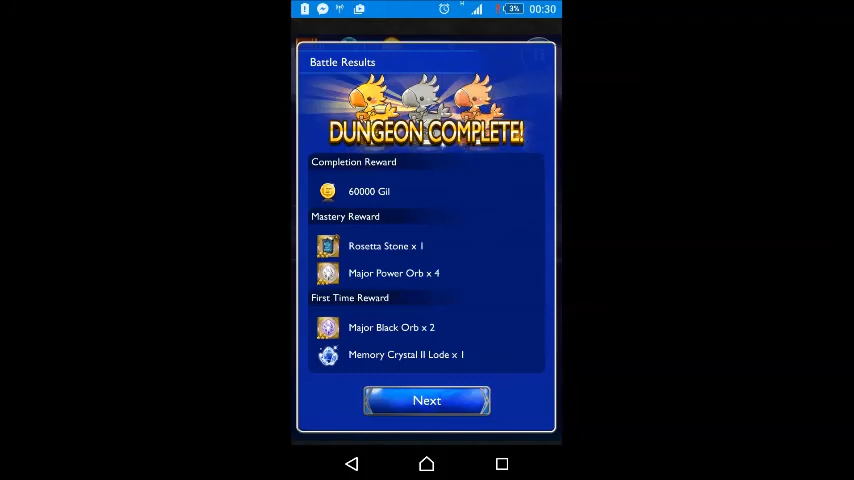 3% 00:30
Battle Results
DUNGEON COMPLETE!
Completion Reward
60000 Gil
Mastery Reward
Rosetta Stone x 1
Major Power Orb x 4
First Time Reward
Major Black Orb x 2
Memory Crystal II Lode x 1
Next